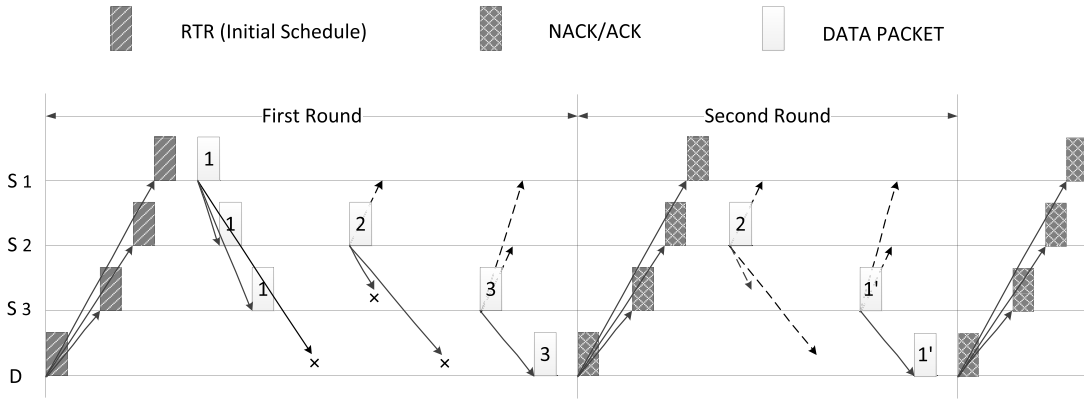 RTR (Initial Schedule) NACK/ACK DATA PACKET
First Round Second Round
1
S 1
1 2 2
S 2
1 3 1'
S 3
3 1'
D